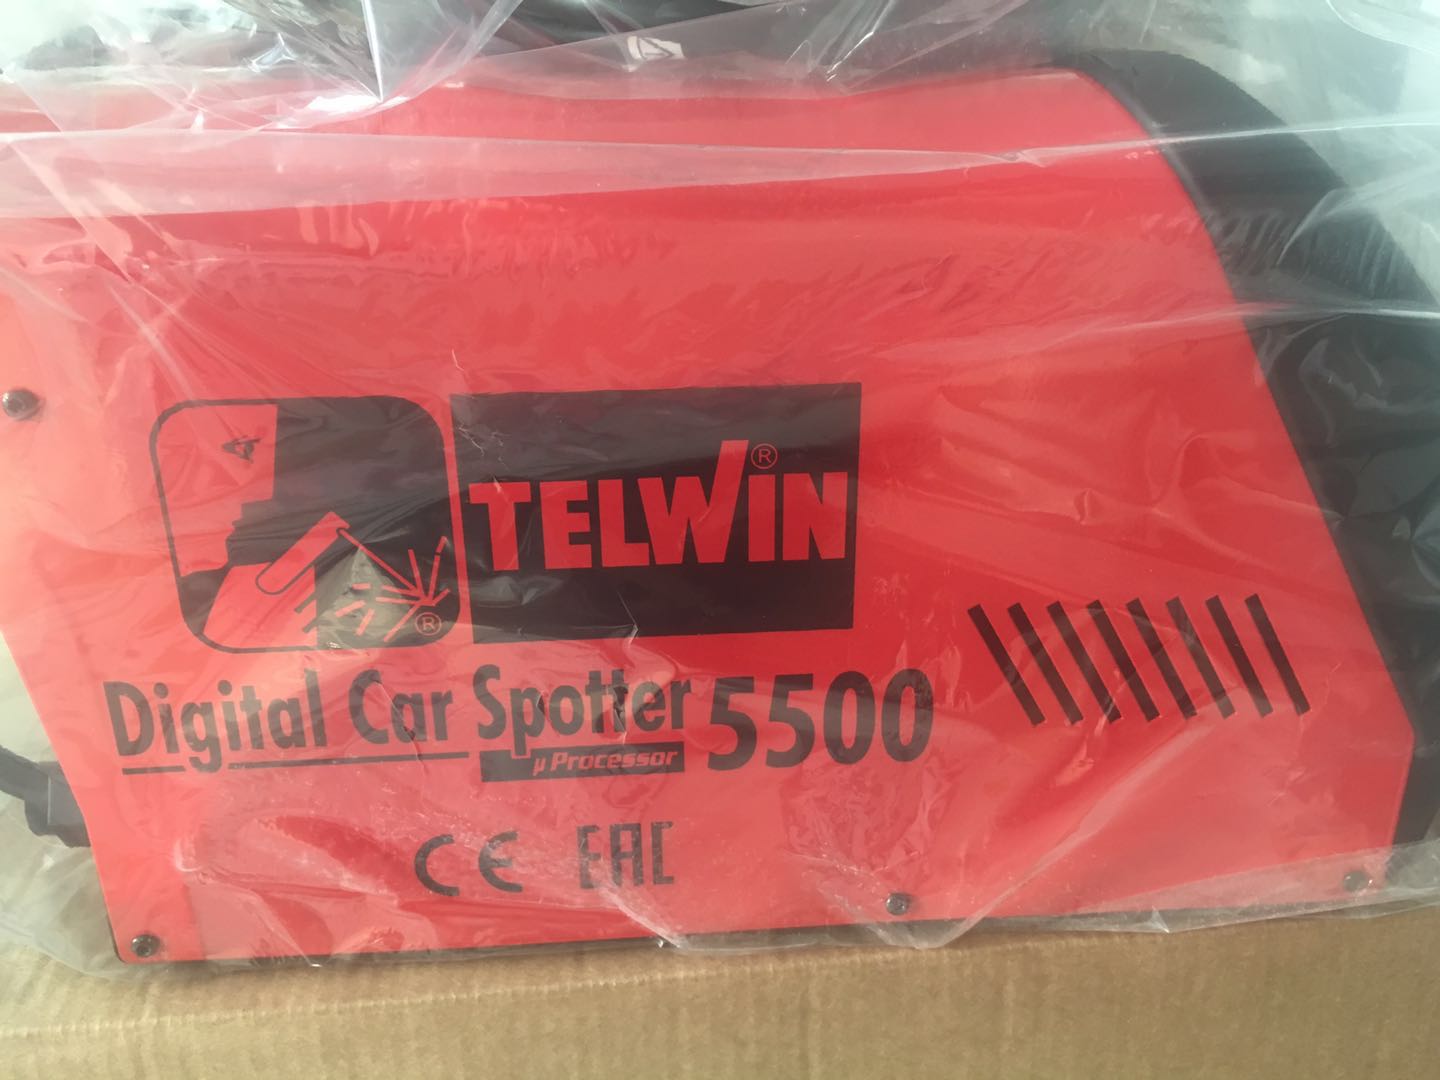 TELWIN ®
®
Digital Car Spotter 5500
µ Processor
CE EAC